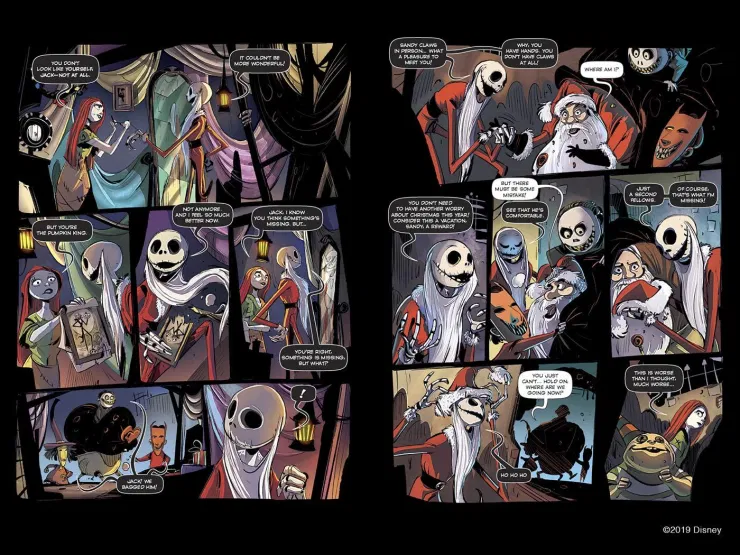 YOU DON'T
LOOK LIKE YOURSELF,
JACK—NOT AT ALL.
IT COULDN'T BE
MORE WONDERFUL!
BUT YOU'RE
THE PUMPKIN KING.
NOT ANYMORE.
AND I FEEL SO MUCH
BETTER NOW.
JACK, I KNOW
YOU THINK SOMETHING'S
MISSING. BUT...
YOU'RE RIGHT,
SOMETHING IS MISSING.
BUT WHAT?
JACK! WE
BAGGED HIM!
!
SANDY CLAWS
IN PERSON... WHAT
A PLEASURE TO
MEET YOU!
WHY, YOU
HAVE HANDS. YOU
DON'T HAVE CLAWS
AT ALL!
WHERE AM I?
YOU DON'T NEED
TO HAVE ANOTHER WORRY
ABOUT CHRISTMAS THIS YEAR!
CONSIDER THIS A VACATION,
SANDY, A REWARD!
BUT THERE
MUST BE SOME
MISTAKE!
SEE THAT HE'S
COMFORTABLE.
JUST
A SECOND
FELLOWS.
OF COURSE,
THAT'S WHAT I'M
MISSING!
YOU JUST
CAN'T... HOLD ON.
WHERE ARE WE
GOING NOW?
HO HO HO
THIS IS WORSE
THAN I THOUGHT.
MUCH WORSE...
©2019 Disney